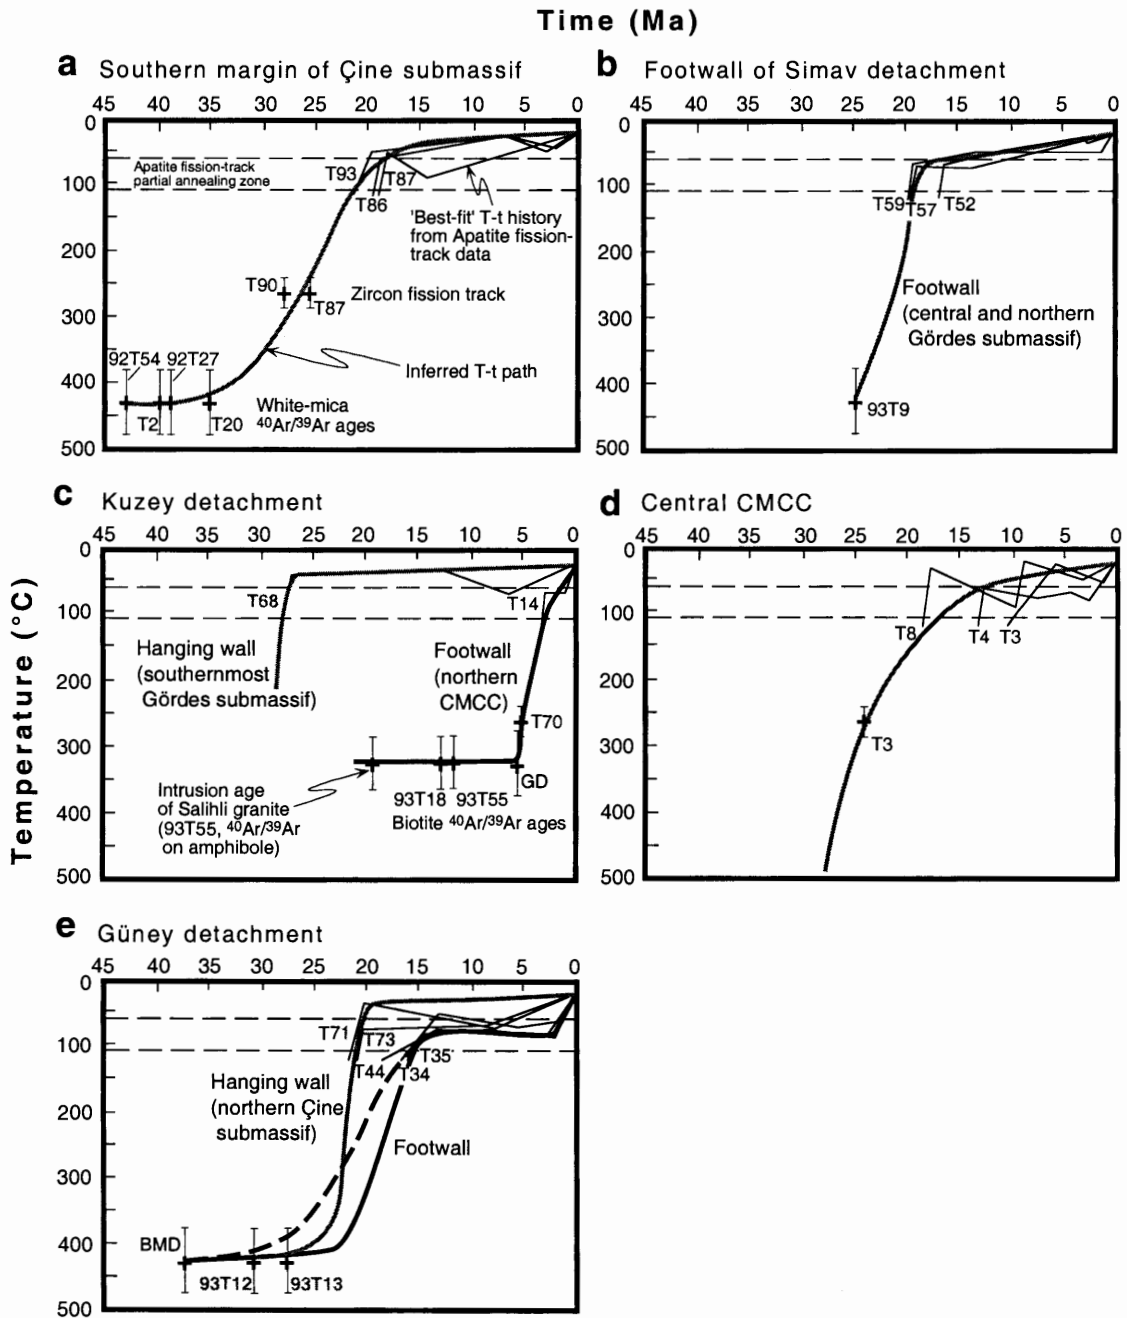 Time (Ma)
a Southern margin of Çine submassif
45 40 35 30 25 20 15 10 5 0
0
100
200
300
400
500
Apatite fission-track
partial annealing zone
T93
T87
T86
'Best-fit' T-t history
from Apatite fission-
track data
T90
T87
Zircon fission track
92T54
92T27
Inferred T-t path
T2
T20
White-mica
⁴⁰Ar/³⁹Ar ages
b Footwall of Simav detachment
45 40 35 30 25 20 15 10 5 0
0
100
200
300
400
500
T59
T57
T52
Footwall
(central and northern
Gördes submassif)
93T9
Temperature (°C)
c Kuzey detachment
45 40 35 30 25 20 15 10 5 0
0
100
200
300
400
500
T68
T14
Hanging wall
(southernmost
Gördes submassif)
Footwall
(northern
CMCC)
T70
GD
Intrusion age
of Salihli granite
(93T55, ⁴⁰Ar/³⁹Ar
on amphibole)
93T18
93T55
Biotite ⁴⁰Ar/³⁹Ar ages
d Central CMCC
45 40 35 30 25 20 15 10 5 0
0
100
200
300
400
500
T8
T4
T3
T3
e Güney detachment
45 40 35 30 25 20 15 10 5 0
0
100
200
300
400
500
T71
T73
T35
T44
T34
Hanging wall
(northern Çine
submassif)
Footwall
BMD
93T12
93T13